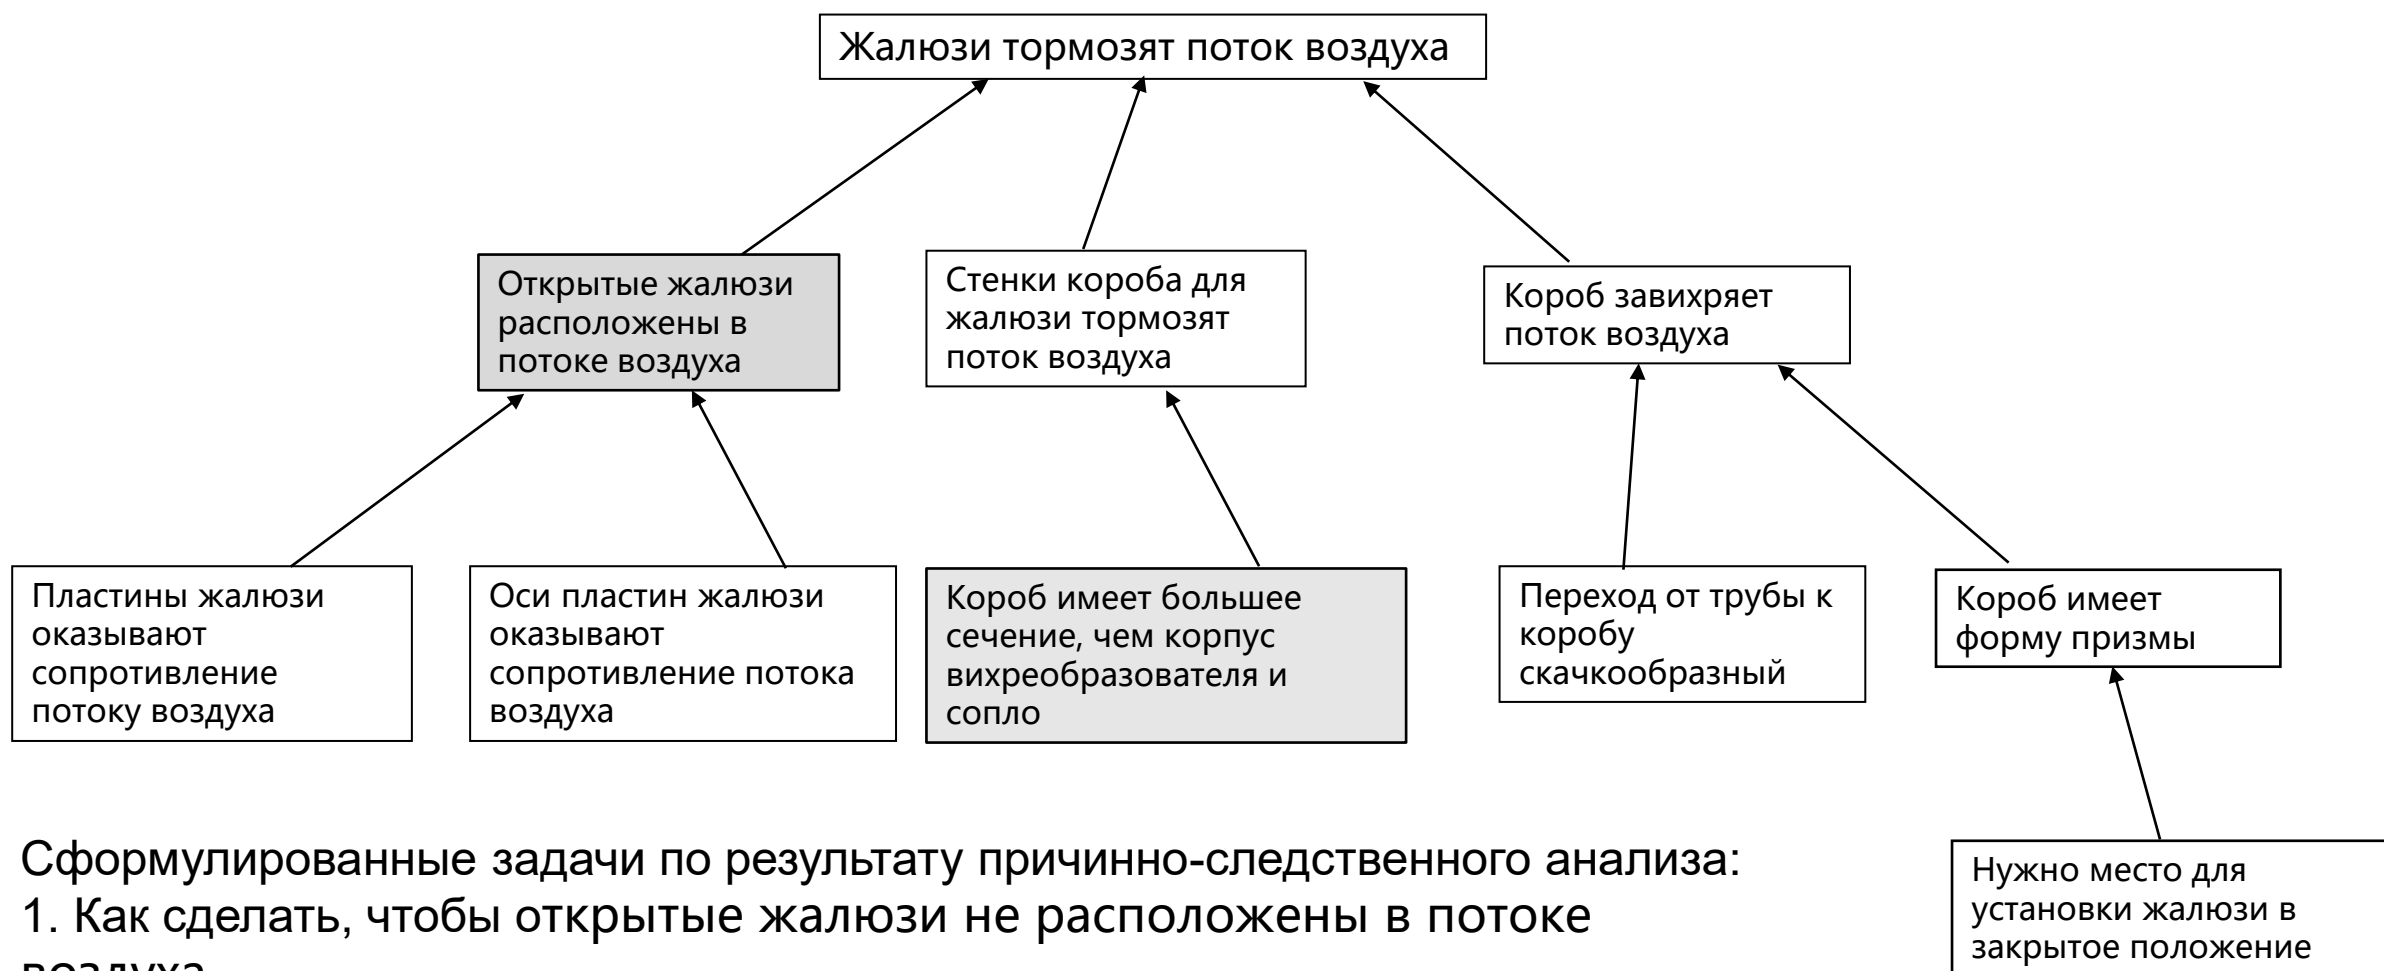 Жалюзи тормозят поток воздуха
Открытые жалюзи
расположены в
потоке воздуха
Стенки короба для
жалюзи тормозят
поток воздуха
Короб завихряет
поток воздуха
Пластины жалюзи
оказывают
сопротивление
потоку воздуха
Оси пластин жалюзи
оказывают
сопротивление потока
воздуха
Короб имеет большее
сечение, чем корпус
вихреобразователя и
сопло
Переход от трубы к
коробу
скачкообразный
Короб имеет
форму призмы
Нужно место для
установки жалюзи в
закрытое положение
Сформулированные задачи по результату причинно-следственного анализа:
1. Как сделать, чтобы открытые жалюзи не расположены в потоке
воздуха